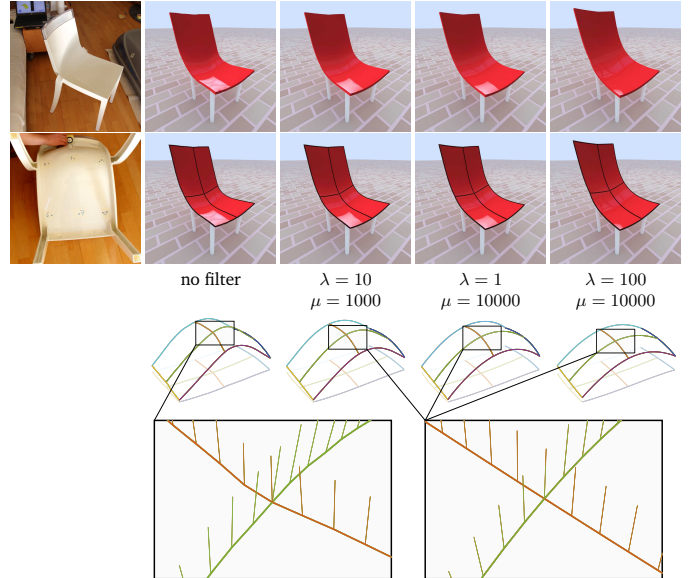 no filter λ = 10 λ = 1 λ = 100
μ = 1000 μ = 10000 μ = 10000